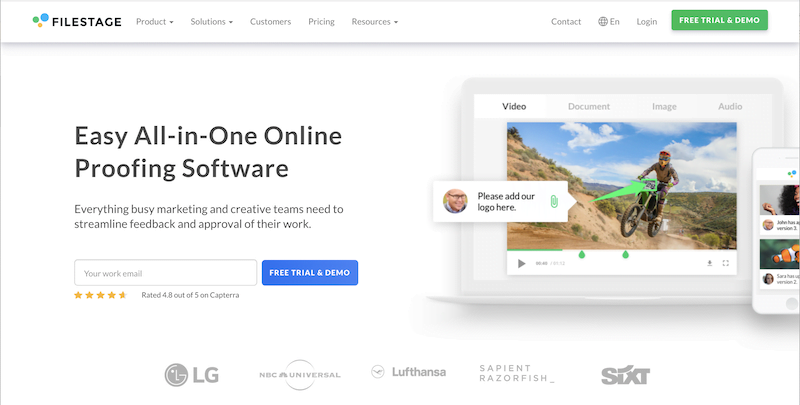 FILESTAGE
Product
Solutions
Customers
Pricing
Resources
Contact
En
Login
FREE TRIAL & DEMO
Easy All-in-One Online
Proofing Software
Everything busy marketing and creative teams need to
streamline feedback and approval of their work.
Your work email
FREE TRIAL & DEMO
Rated 4.8 out of 5 on Capterra
Video
Document
Image
Audio
Please add our
logo here.
00:40 / 01:12
John has
version 3.
Sara has
version 2.
LG
NBC UNIVERSAL
Lufthansa
SAPIENT
RAZORFISH_
SIXT